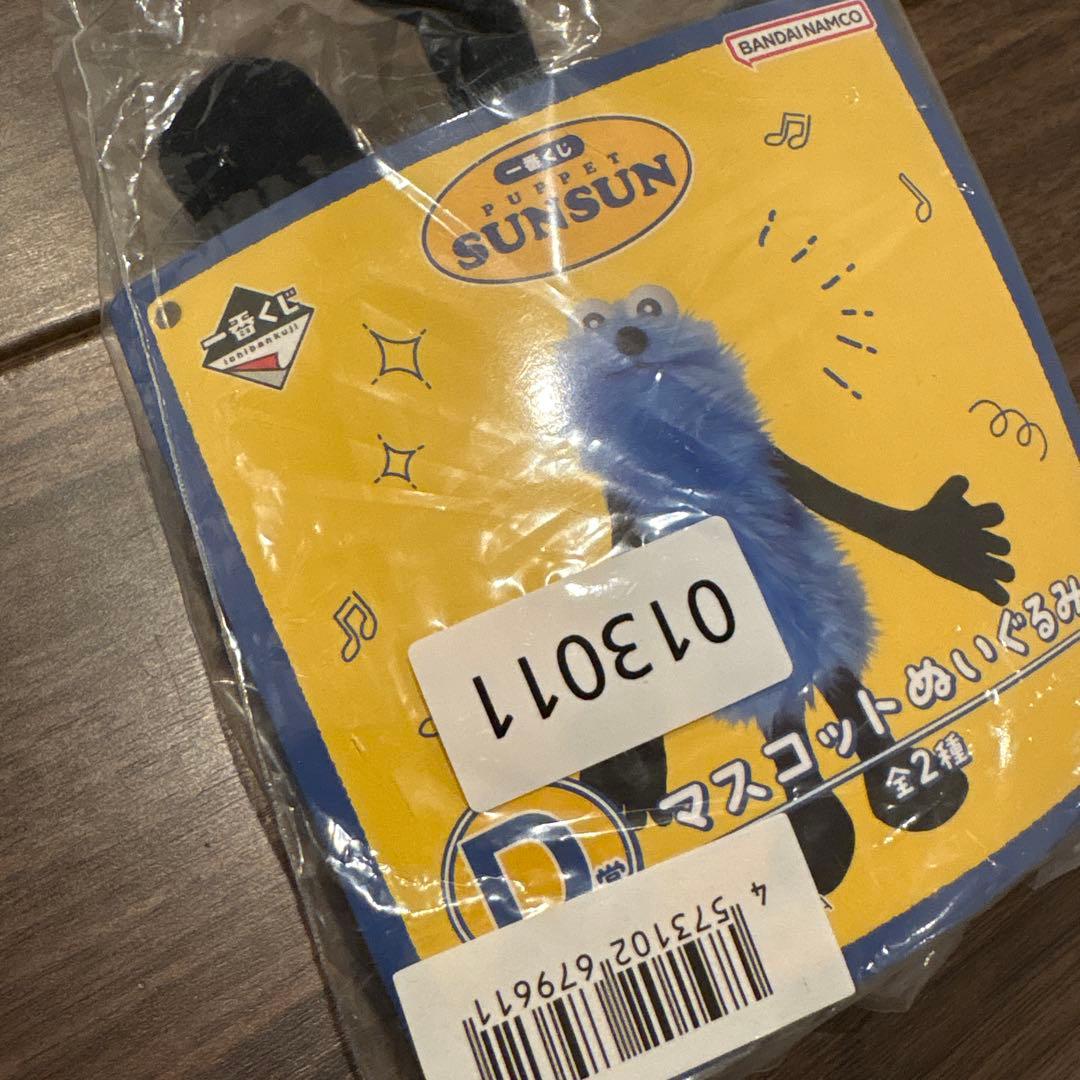 BANDAI NAMCO
一番くじ
PUPPET
SUNSUN
一番くじ
ichibankuji
013011
マスコットぬいぐるみ
全2種
D賞
4 573102 679611